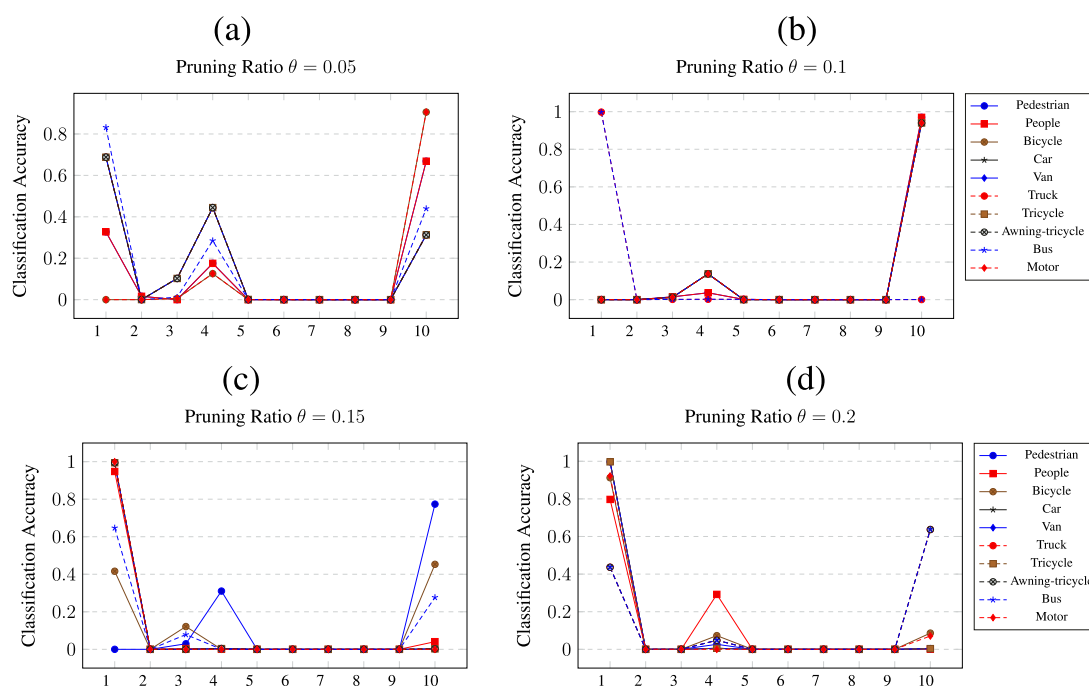 (a)
Pruning Ratio θ = 0.05
Classification Accuracy
0.8
0.6
0.4
0.2
0
1 2 3 4 5 6 7 8 9 10
(b)
Pruning Ratio θ = 0.1
Classification Accuracy
1
0.8
0.6
0.4
0.2
0
1 2 3 4 5 6 7 8 9 10
Pedestrian
People
Bicycle
Car
Van
Truck
Tricycle
Awning-tricycle
Bus
Motor
(c)
Pruning Ratio θ = 0.15
Classification Accuracy
1
0.8
0.6
0.4
0.2
0
1 2 3 4 5 6 7 8 9 10
(d)
Pruning Ratio θ = 0.2
Classification Accuracy
1
0.8
0.6
0.4
0.2
0
1 2 3 4 5 6 7 8 9 10
Pedestrian
People
Bicycle
Car
Van
Truck
Tricycle
Awning-tricycle
Bus
Motor